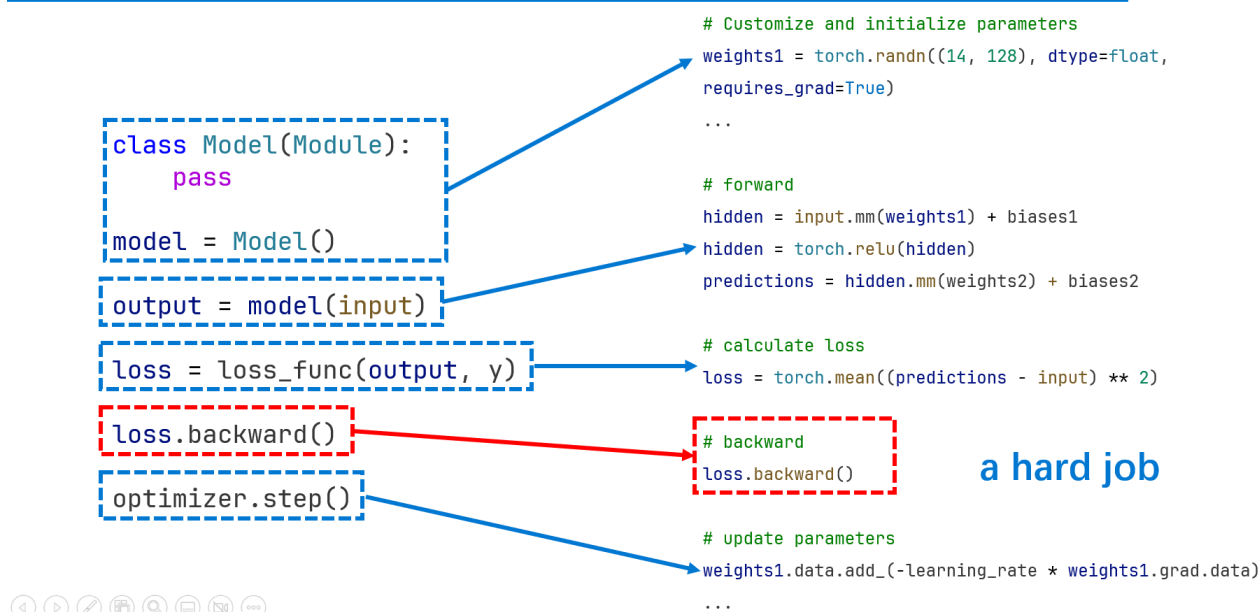 class Model(Module):
    pass
model = Model()
output = model(input)
loss = loss_func(output, y)
loss.backward()
optimizer.step()
# Customize and initialize parameters
weights1 = torch.randn((14, 128), dtype=float,
requires_grad=True)
...
# forward
hidden = input.mm(weights1) + biases1
hidden = torch.relu(hidden)
predictions = hidden.mm(weights2) + biases2
# calculate loss
loss = torch.mean((predictions - input) ** 2)
# backward
loss.backward()
a hard job
# update parameters
weights1.data.add_(-learning_rate * weights1.grad.data)
...